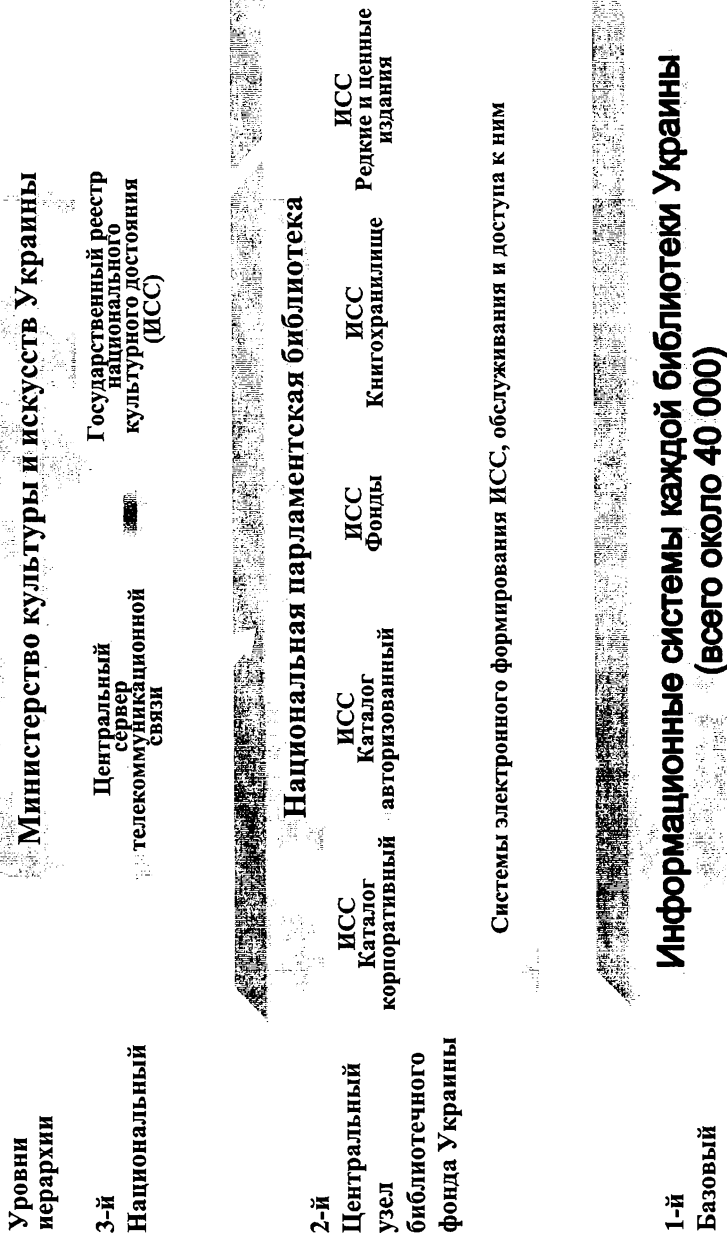 Уровни
иерархии
Министерство культуры и искусств Украины
3-й
Национальный
Центральный
сервер
телекоммуникационной
связи
Государственный реестр
национального
культурного достояния
(ИСС)
Национальная парламентская библиотека
2-й
Центральный
узел
библиотечного
фонда Украины
ИСС
Каталог
корпоративный
ИСС
Каталог
авторизованный
ИСС
Фонды
ИСС
Книгохранилище
ИСС
Редкие и ценные
издания
Системы электронного формирования ИСС, обслуживания и доступа к ним
1-й
Базовый
Информационные системы каждой библиотеки Украины
(всего около 40 000)